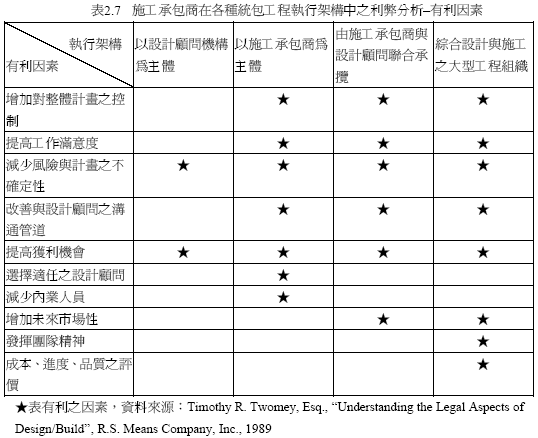 表2.7　施工承包商在各種統包工程執行架構中之利弊分析–有利因素
執行架構
有利因素
以設計顧問機構
爲主體
以施工承包商爲
主體
由施工承包商與
設計顧問聯合承
攬
綜合設計與施工
之大型工程組織
增加對整體計畫之控
制
★ ★ ★
提高工作滿意度
★ ★ ★
減少風險與計畫之不
確定性
★ ★ ★ ★
改善與設計顧問之溝
通管道
★ ★ ★
提高獲利機會
★ ★ ★ ★
選擇適任之設計顧問
★
減少內業人員
★
增加未來市場性
★ ★
發揮團隊精神
★
成本、進度、品質之評
價
★
★表有利之因素，資料來源：Timothy R. Twomey, Esq., “Understanding the Legal Aspects of
Design/Build”, R.S. Means Company, Inc., 1989